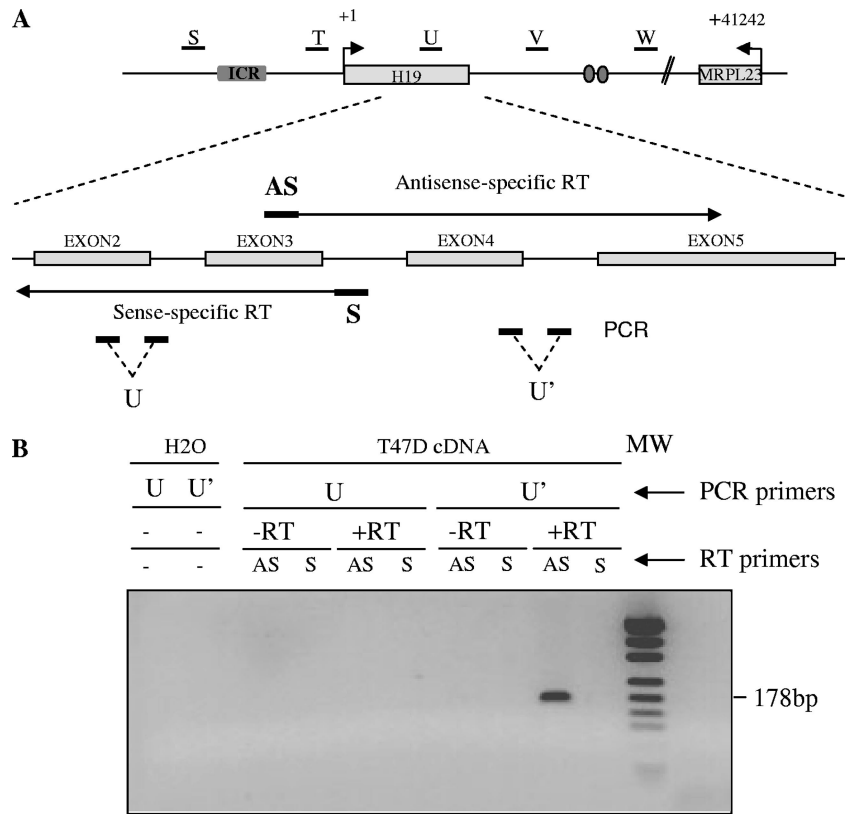 A
+1
+41242
S T U V W
ICR
H19
MRPL23
AS
Antisense-specific RT
EXON2 EXON3 EXON4 EXON5
Sense-specific RT
S
PCR
U
U'
B
H2O T47D cDNA MW
U U' U U' PCR primers
- - -RT +RT -RT +RT
- - AS S AS S AS S AS S RT primers
178bp